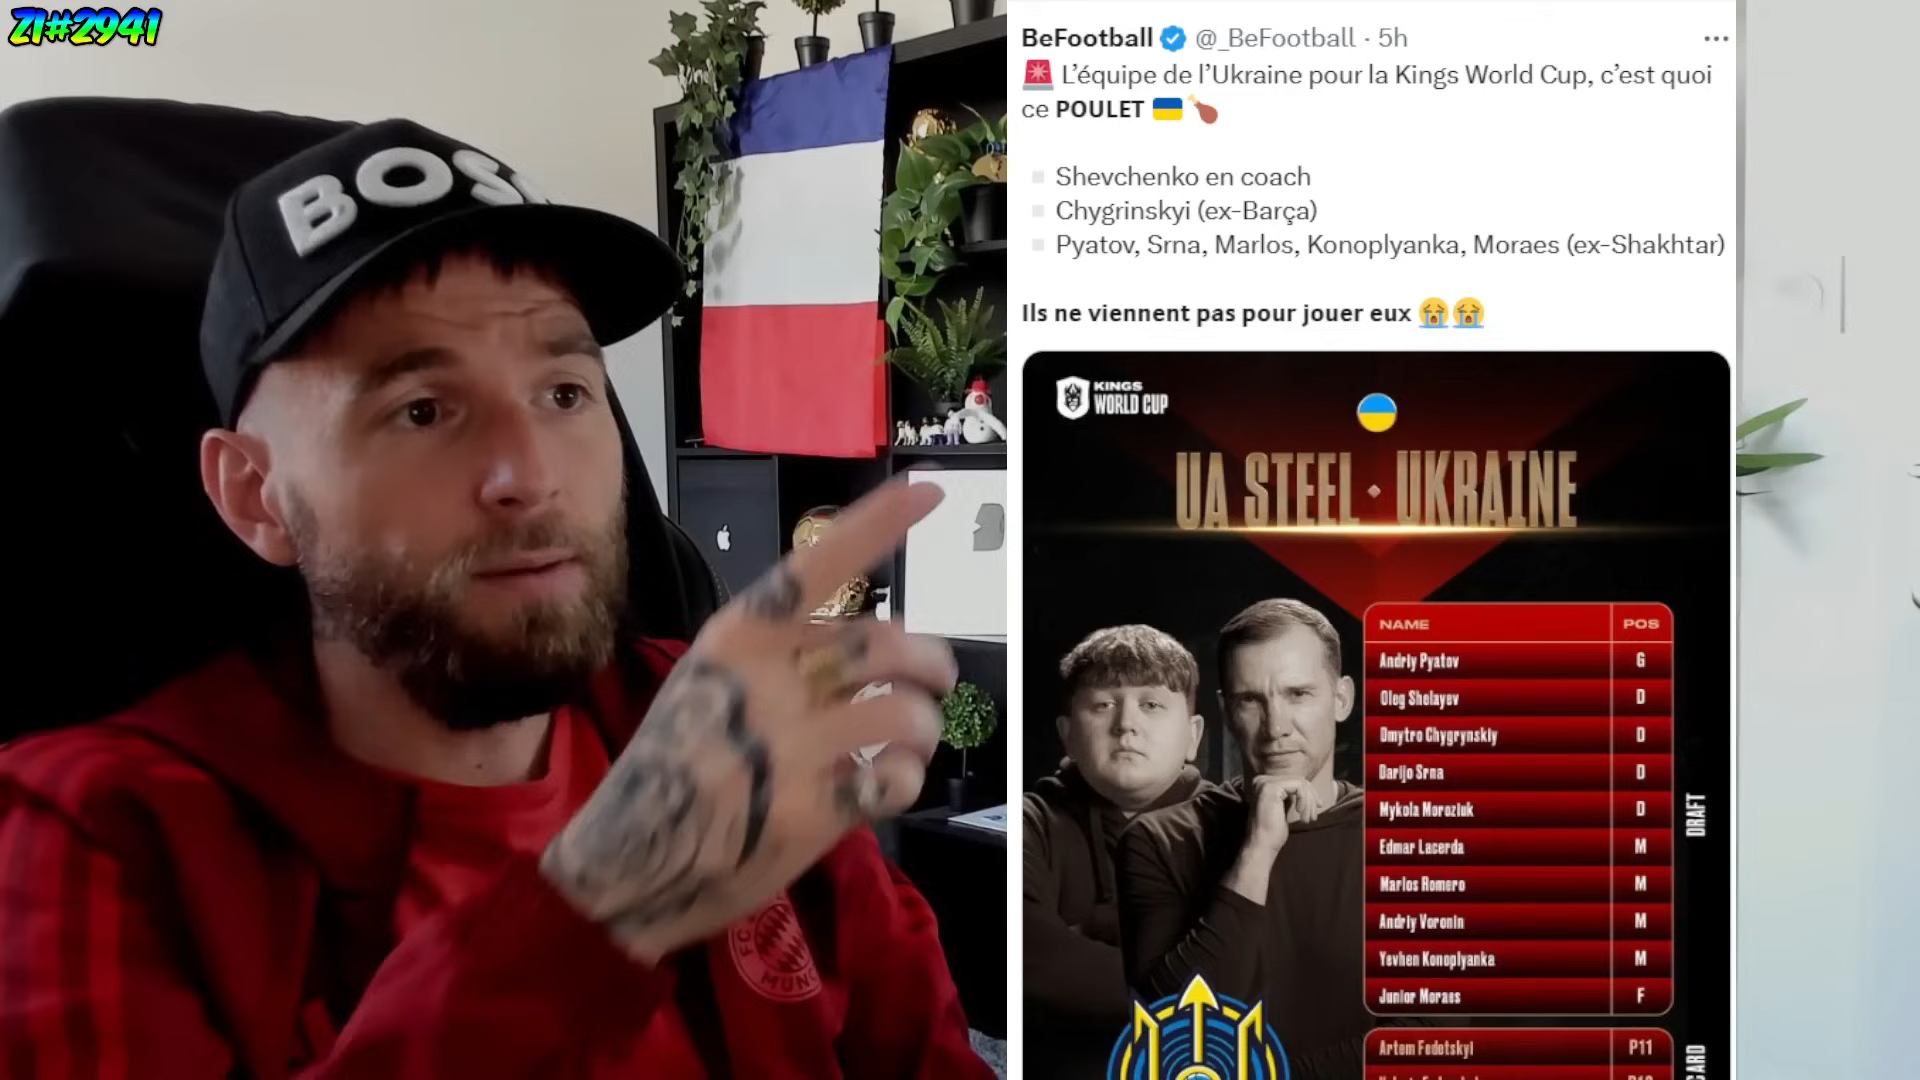 ZI#2941
BOSS
BeFootball @_BeFootball · 5h
L’équipe de l’Ukraine pour la Kings World Cup, c’est quoi
ce POULET
Shevchenko en coach
Chygrinskyi (ex-Barça)
Pyatov, Srna, Marlos, Konoplyanka, Moraes (ex-Shakhtar)
Ils ne viennent pas pour jouer eux
KINGS
WORLD CUP
UA STEEL · UKRAINE
NAME POS
Andriy Pyatov G
Oleg Shelayev D
Dmytro Chygrynskiy D
Darijo Srna D
Mykola Moroziuk D
Edmar Lacerda M
Marlos Romero M
Andriy Voronin M
Yevhen Konoplyanka M
Junior Moraes F
DRAFT
Artem Fedetskyi P11
FC
MÜNC